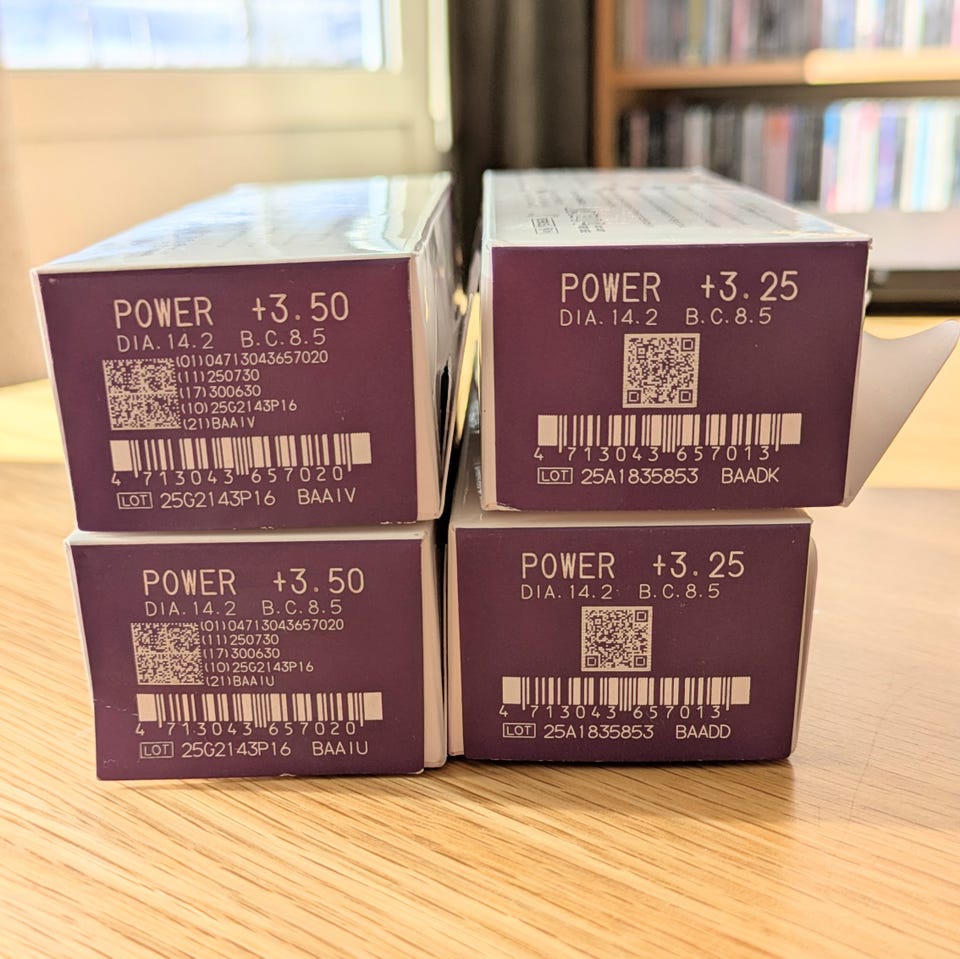 POWER +3.50
DIA.14.2 B.C.8.5
(01)04713043657020
(11)250730
(17)300630
(10)25G2143P16
(21)BAAIV
4 713043 657020
LOT 25G2143P16 BAAIV
POWER +3.25
DIA.14.2 B.C.8.5
4 713043 657013
LOT 25A1835853 BAADK
POWER +3.50
DIA.14.2 B.C.8.5
(01)04713043657020
(11)250730
(17)300630
(10)25G2143P16
(21)BAAIU
4 713043 657020
LOT 25G2143P16 BAAIU
POWER +3.25
DIA.14.2 B.C.8.5
4 713043 657013
LOT 25A1835853 BAADD